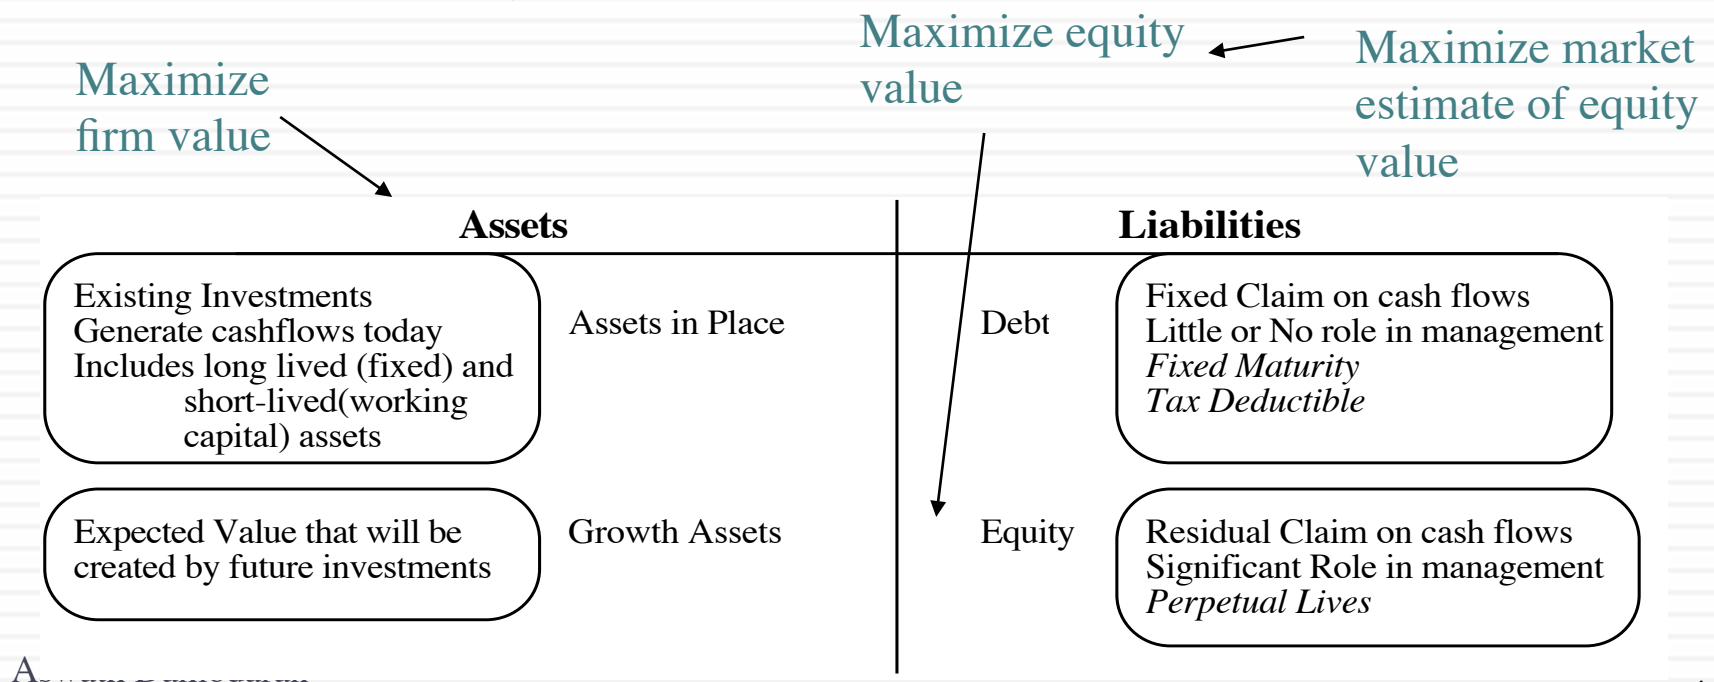 Maximize
firm value
Maximize equity
value
Maximize market
estimate of equity
value
Assets
Liabilities
Existing Investments
Generate cashflows today
Includes long lived (fixed) and
short-lived(working
capital) assets
Assets in Place
Debt
Fixed Claim on cash flows
Little or No role in management
Fixed Maturity
Tax Deductible
Expected Value that will be
created by future investments
Growth Assets
Equity
Residual Claim on cash flows
Significant Role in management
Perpetual Lives